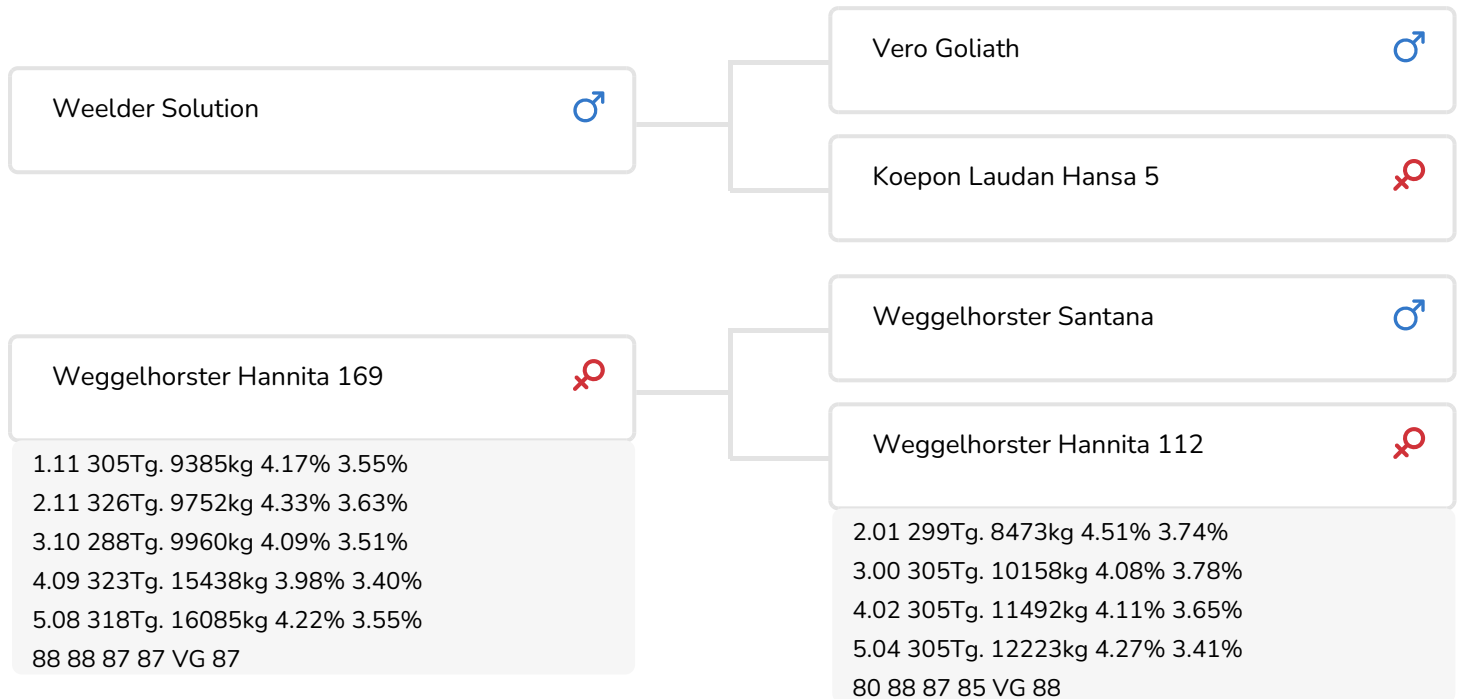 Weelder Solution
Vero Goliath
Koepon Laudan Hansa 5
Weggelhorster Hannita 169
1.11 305Tg. 9385kg 4.17% 3.55%
2.11 326Tg. 9752kg 4.33% 3.63%
3.10 288Tg. 9960kg 4.09% 3.51%
4.09 323Tg. 15438kg 3.98% 3.40%
5.08 318Tg. 16085kg 4.22% 3.55%
88 88 87 87 VG 87
Weggelhorster Santana
Weggelhorster Hannita 112
2.01 299Tg. 8473kg 4.51% 3.74%
3.00 305Tg. 10158kg 4.08% 3.78%
4.02 305Tg. 11492kg 4.11% 3.65%
5.04 305Tg. 12223kg 4.27% 3.41%
80 88 87 85 VG 88